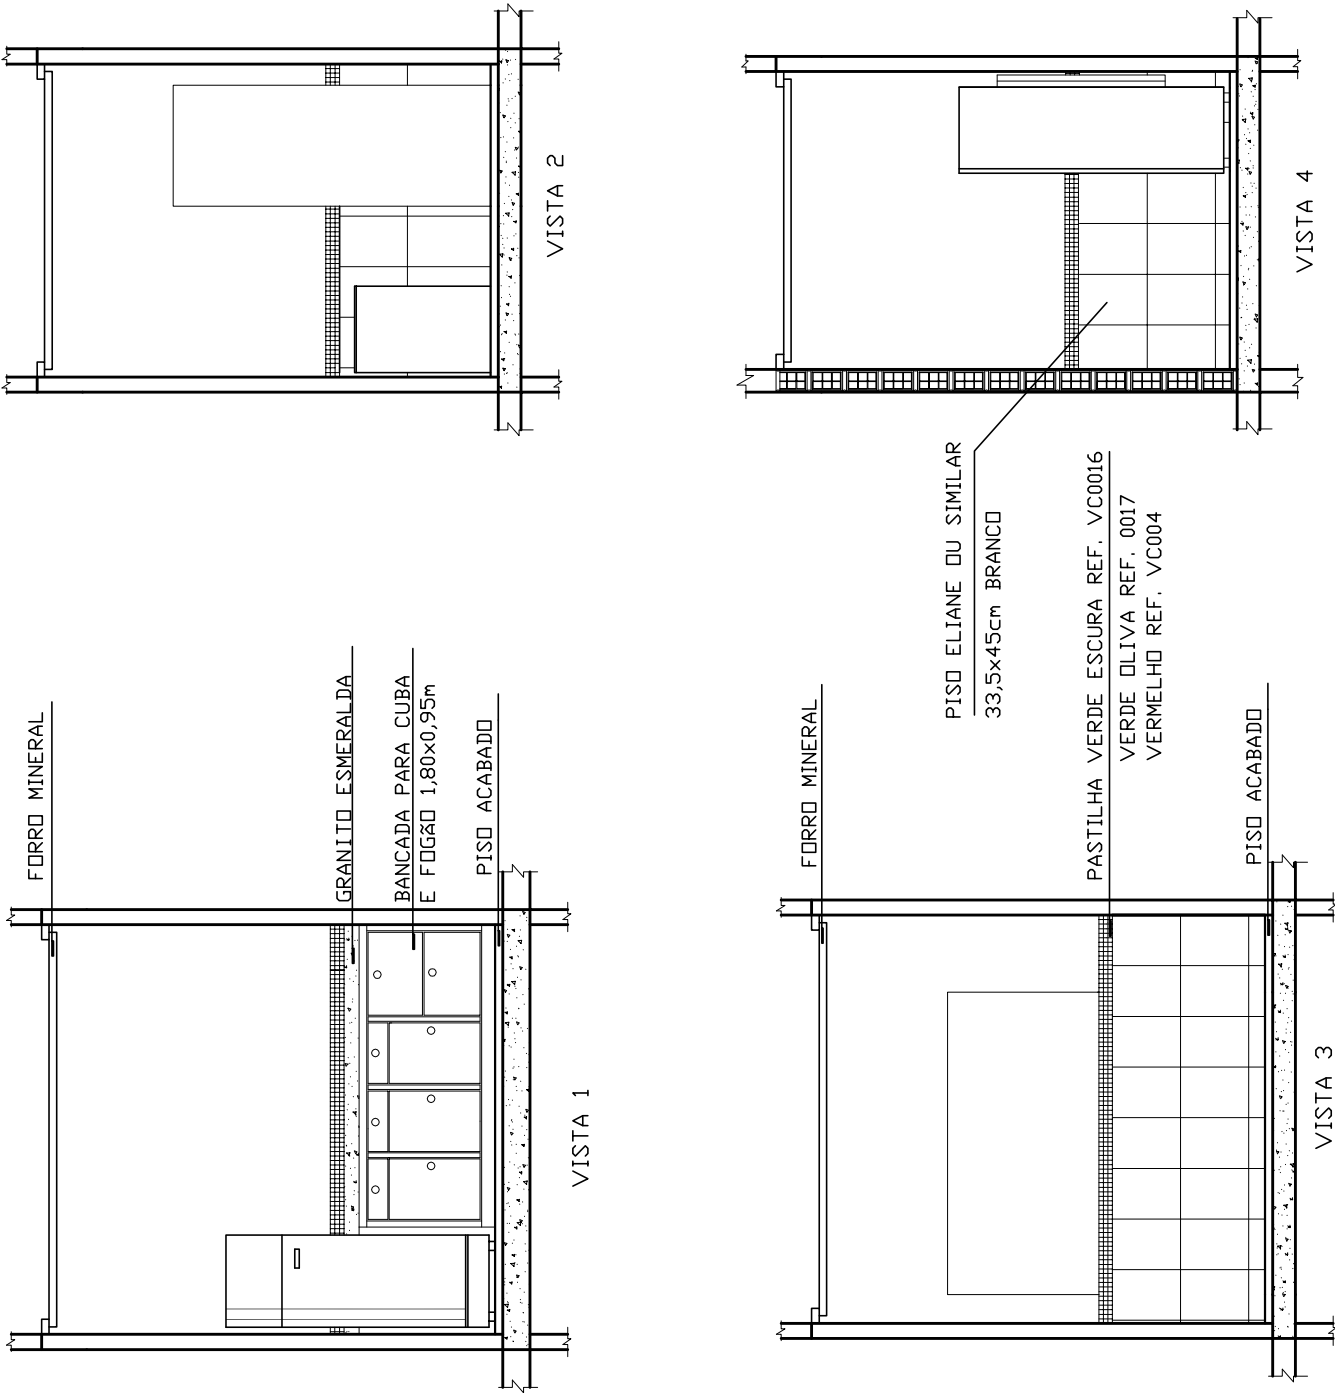 FORRO MINERAL
GRANITO ESMERALDA
BANCADA PARA CUBA
E FOGÃO 1,80x0,95m
PISO ACABADO
VISTA 1
VISTA 2
FORRO MINERAL
PASTILHA VERDE ESCURA REF. VC0016
VERDE OLIVA REF. 0017
VERMELHO REF. VC004
PISO ACABADO
VISTA 3
PISO ELIANE OU SIMILAR
33,5x45cm BRANCO
VISTA 4